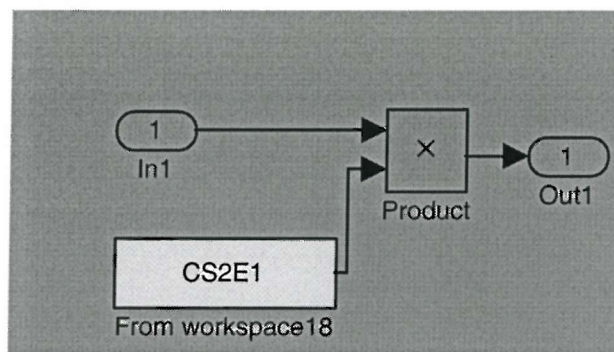 1
In1
×
Product
1
Out1
CS2E1
From workspace18